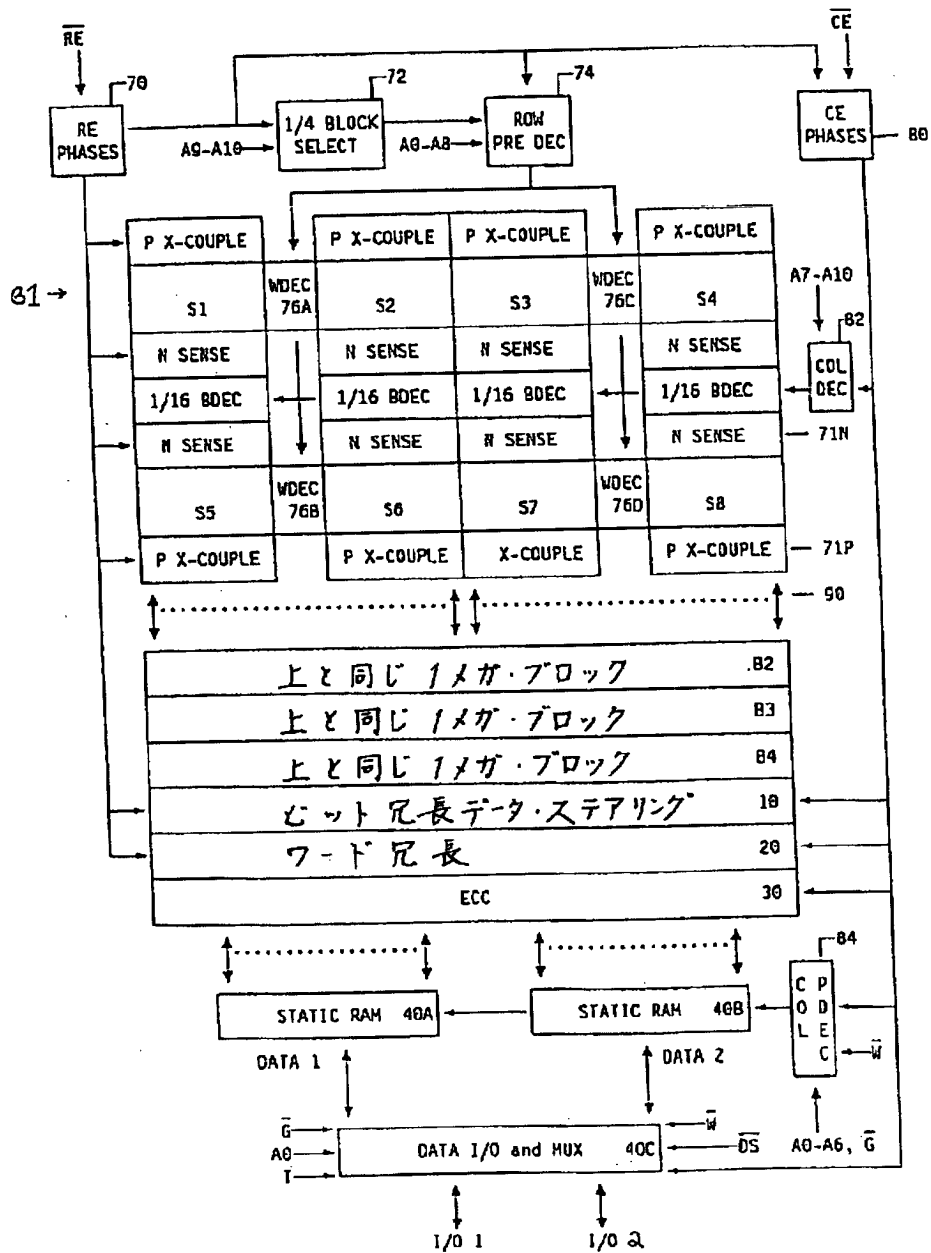 R̅E̅
C̅E̅
70
72
74
RE
PHASES
1/4 BLOCK
SELECT
ROW
PRE DEC
CE
PHASES
80
A9-A10
A0-A8
P X-COUPLE
P X-COUPLE
P X-COUPLE
P X-COUPLE
B1
S1
WDEC
76A
S2
S3
WDEC
76C
S4
A7-A10
82
N SENSE
N SENSE
N SENSE
N SENSE
COL
DEC
1/16 BDEC
1/16 BDEC
1/16 BDEC
1/16 BDEC
N SENSE
N SENSE
N SENSE
N SENSE
71N
S5
WDEC
76B
S6
S7
WDEC
76D
S8
P X-COUPLE
P X-COUPLE
X-COUPLE
P X-COUPLE
71P
90
上と同じ 1メガ・ブロック B2
上と同じ 1メガ・ブロック B3
上と同じ 1メガ・ブロック B4
ビット冗長データ・ステアリング 10
ワード冗長 20
ECC 30
84
STATIC RAM 40A
STATIC RAM 40B
COL
PDEC
W̅
DATA 1
DATA 2
G̅
W̅
A0
DATA I/O and MUX 40C
D̅S̅
A0-A6, G̅
T
I/O 1
I/O 2